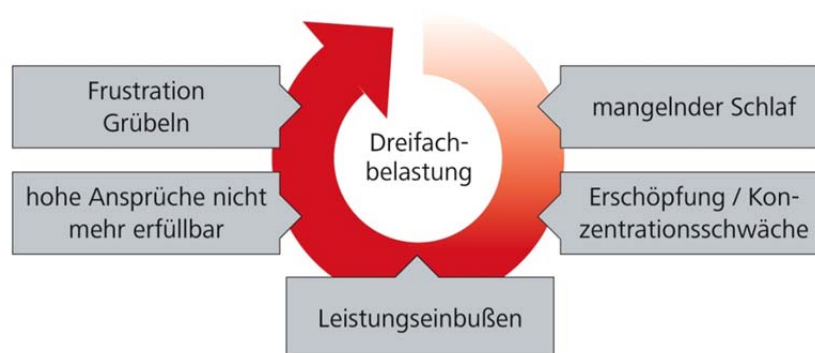 Dreifach-
belastung
mangelnder Schlaf
Erschöpfung / Kon-
zentrationsschwäche
Leistungseinbußen
hohe Ansprüche nicht
mehr erfüllbar
Frustration
Grübeln